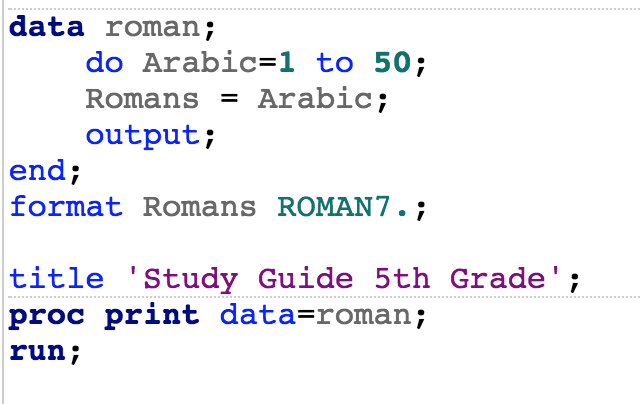 data roman;
do Arabic=1 to 50;
Romans = Arabic;
output;
end;
format Romans ROMAN7.;
title 'Study Guide 5th Grade';
proc print data=roman;
run;